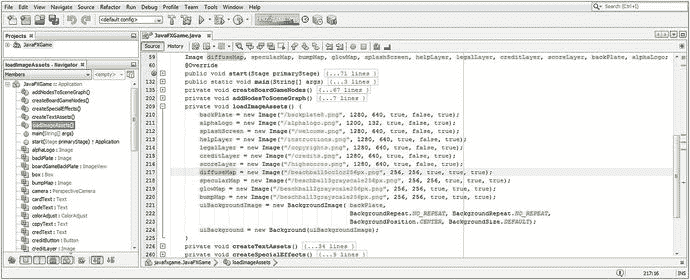 File Edit View Navigate Source Refactor Run Debug Profile Team Tools Window Help
<default config>
Projects
JavaFXGame
loadImageAssets - Navigator
Members
<empty>
JavaFXGame :: Application
addNodesToSceneGraph()
createBoardGameNodes()
createSpecialEffects()
createTextAssets()
loadImageAssets()
main(String[] args)
start(Stage primaryStage) ↑ Application
alphaLogo : Image
backPlate : Image
boardGameBackPlate : ImageView
box : Box
bumpMap : Image
camera : PerspectiveCamera
cardText : Text
codeText : Text
colorAdjust : ColorAdjust
copyText : Text
creditButton : Button
creditLayer : Image
JavaFXGame.java
Source History
59 Image diffuseMap, specularMap, bumpMap, glowMap, splashScreen, helpLayer, legalLayer, creditLayer, scoreLayer, backPlate, alphaLogo;
60 @Override
public void start(Stage primaryStage) {...71 lines }
132 public static void main(String[] args) {...3 lines }
135 private void createBoardGameNodes() {...67 lines }
202 private void addNodesToSceneGraph() {...7 lines }
209 private void loadImageAssets() {
210 backPlate = new Image("/backplate8.png", 1280, 640, true, false, true);
211 alphaLogo = new Image("/alphalogo.png", 1200, 132, true, false, true);
212 splashScreen = new Image("/welcome.png", 1280, 640, true, false, true);
213 helpLayer = new Image("/instructions.png", 1280, 640, true, false, true);
214 legalLayer = new Image("/copyrights.png", 1280, 640, true, false, true);
215 creditLayer = new Image("/credits.png", 1280, 640, true, false, true);
216 scoreLayer = new Image("/highscores.png", 1280, 640, true, false, true);
217 diffuseMap = new Image("/beachball5color256px.png", 256, 256, true, true, true);
218 specularMap = new Image("/beachball3grayscale256px.png", 256, 256, true, true, true);
219 glowMap = new Image("/beachball3grayscale256px.png", 256, 256, true, true, true);
220 bumpMap = new Image("/beachball3grayscale256px.png", 256, 256, true, true, true);
221 uiBackgroundImage = new BackgroundImage( backPlate,
222 BackgroundRepeat.NO_REPEAT, BackgroundRepeat.NO_REPEAT,
223 BackgroundPosition.CENTER, BackgroundSize.DEFAULT);
224 uiBackground = new Background(uiBackgroundImage);
225 }
private void createTextAssets() {...34 lines }
private void createSpecialEffects() {...9 lines }
javafxgame.JavaFXGame
loadImageAssets
217:16
INS